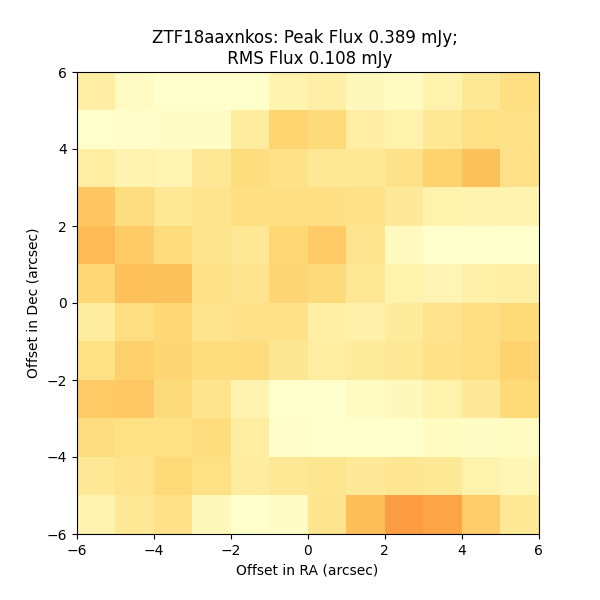 ZTF18aaxnkos: Peak Flux 0.389 mJy;
RMS Flux 0.108 mJy
6
4
2
0
−2
−4
−6
Offset in Dec (arcsec)
−6 −4 −2 0 2 4 6
Offset in RA (arcsec)